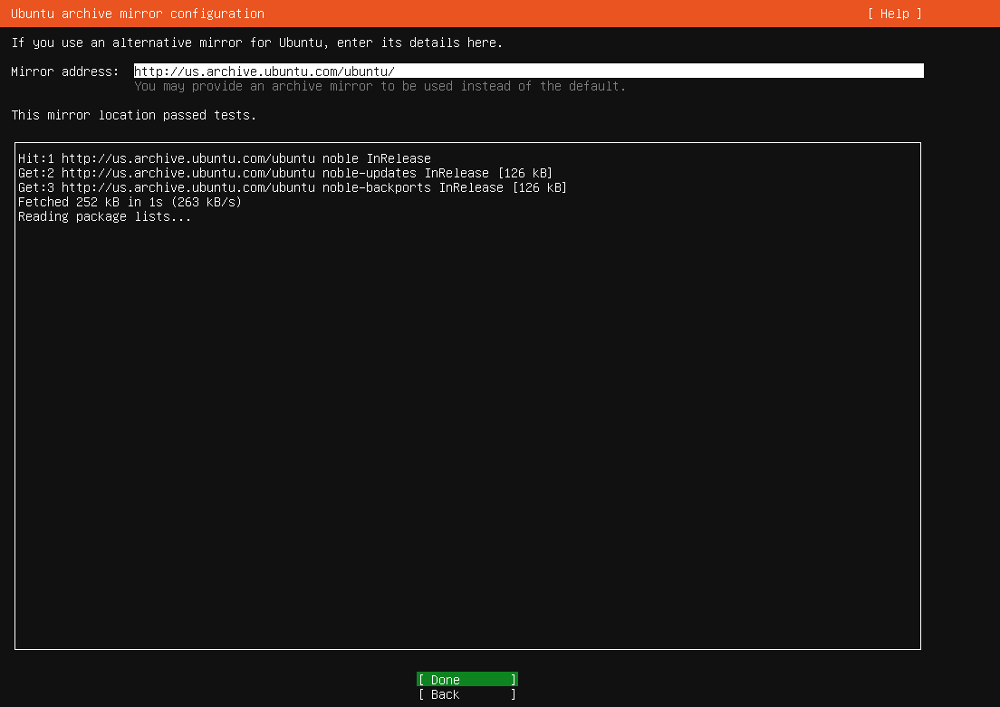 Ubuntu archive mirror configuration [ Help ]
If you use an alternative mirror for Ubuntu, enter its details here.
Mirror address: http://us.archive.ubuntu.com/ubuntu/
You may provide an archive mirror to be used instead of the default.
This mirror location passed tests.
Hit:1 http://us.archive.ubuntu.com/ubuntu noble InRelease
Get:2 http://us.archive.ubuntu.com/ubuntu noble-updates InRelease [126 kB]
Get:3 http://us.archive.ubuntu.com/ubuntu noble-backports InRelease [126 kB]
Fetched 252 kB in 1s (263 kB/s)
Reading package lists...
[ Done ]
[ Back ]